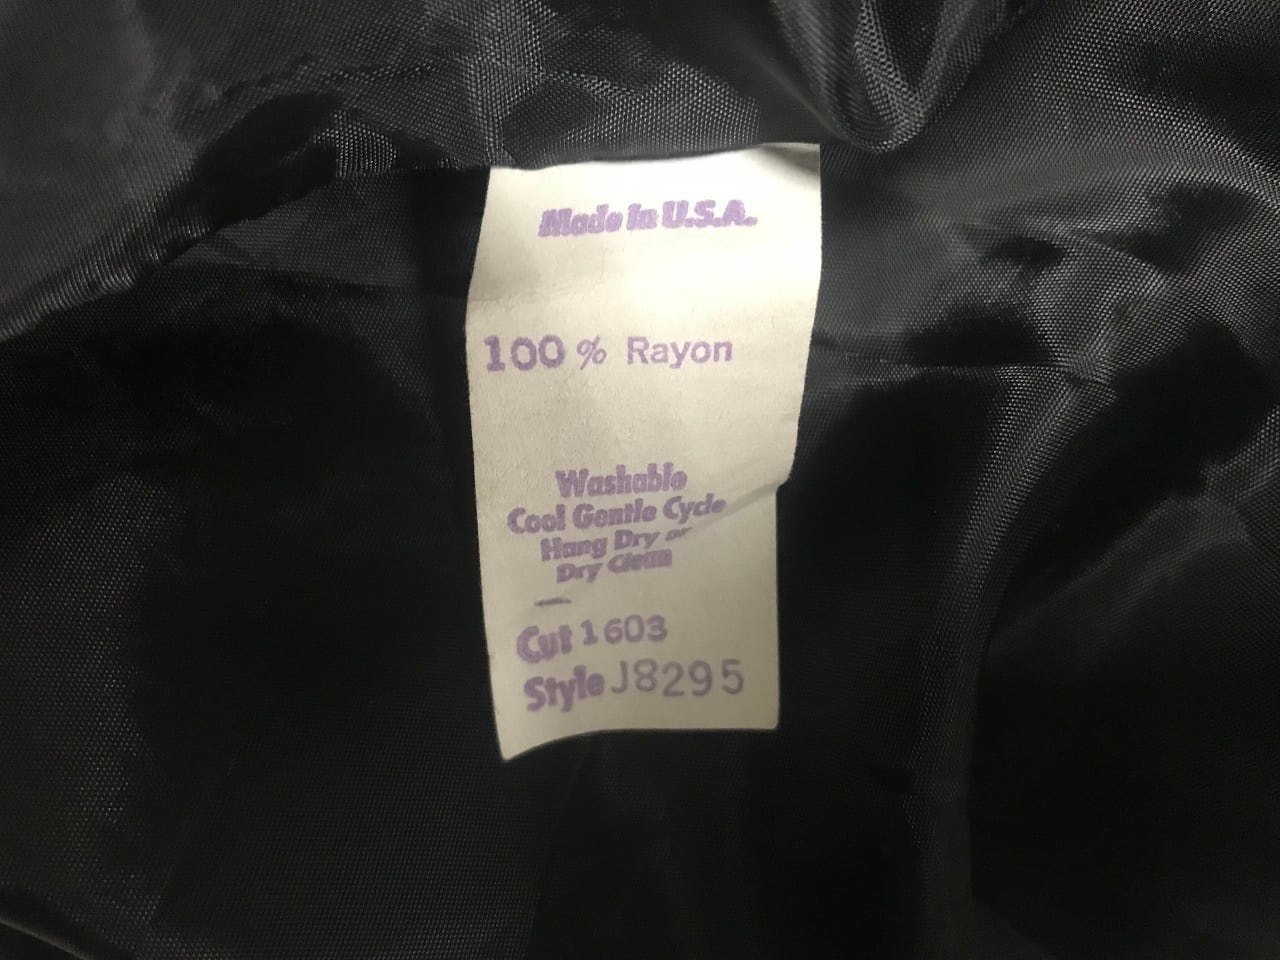 Made in U.S.A.
100% Rayon
Washable
Cool Gentle Cycle
Hang Dry or
Dry Clean
Cut 1603
Style J8295